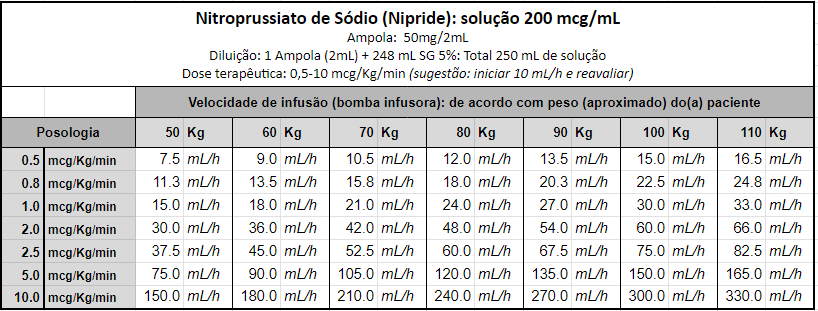 Nitroprussiato de Sódio (Nipride): solução 200 mcg/mL
Ampola: 50mg/2mL
Diluição: 1 Ampola (2mL) + 248 mL SG 5%: Total 250 mL de solução
Dose terapêutica: 0,5-10 mcg/Kg/min (sugestão: iniciar 10 mL/h e reavaliar)
Velocidade de infusão (bomba infusora): de acordo com peso (aproximado) do(a) paciente
Posologia 50 Kg 60 Kg 70 Kg 80 Kg 90 Kg 100 Kg 110 Kg
0.5 mcg/Kg/min 7.5 mL/h 9.0 mL/h 10.5 mL/h 12.0 mL/h 13.5 mL/h 15.0 mL/h 16.5 mL/h
0.8 mcg/Kg/min 11.3 mL/h 13.5 mL/h 15.8 mL/h 18.0 mL/h 20.3 mL/h 22.5 mL/h 24.8 mL/h
1.0 mcg/Kg/min 15.0 mL/h 18.0 mL/h 21.0 mL/h 24.0 mL/h 27.0 mL/h 30.0 mL/h 33.0 mL/h
2.0 mcg/Kg/min 30.0 mL/h 36.0 mL/h 42.0 mL/h 48.0 mL/h 54.0 mL/h 60.0 mL/h 66.0 mL/h
2.5 mcg/Kg/min 37.5 mL/h 45.0 mL/h 52.5 mL/h 60.0 mL/h 67.5 mL/h 75.0 mL/h 82.5 mL/h
5.0 mcg/Kg/min 75.0 mL/h 90.0 mL/h 105.0 mL/h 120.0 mL/h 135.0 mL/h 150.0 mL/h 165.0 mL/h
10.0 mcg/Kg/min 150.0 mL/h 180.0 mL/h 210.0 mL/h 240.0 mL/h 270.0 mL/h 300.0 mL/h 330.0 mL/h